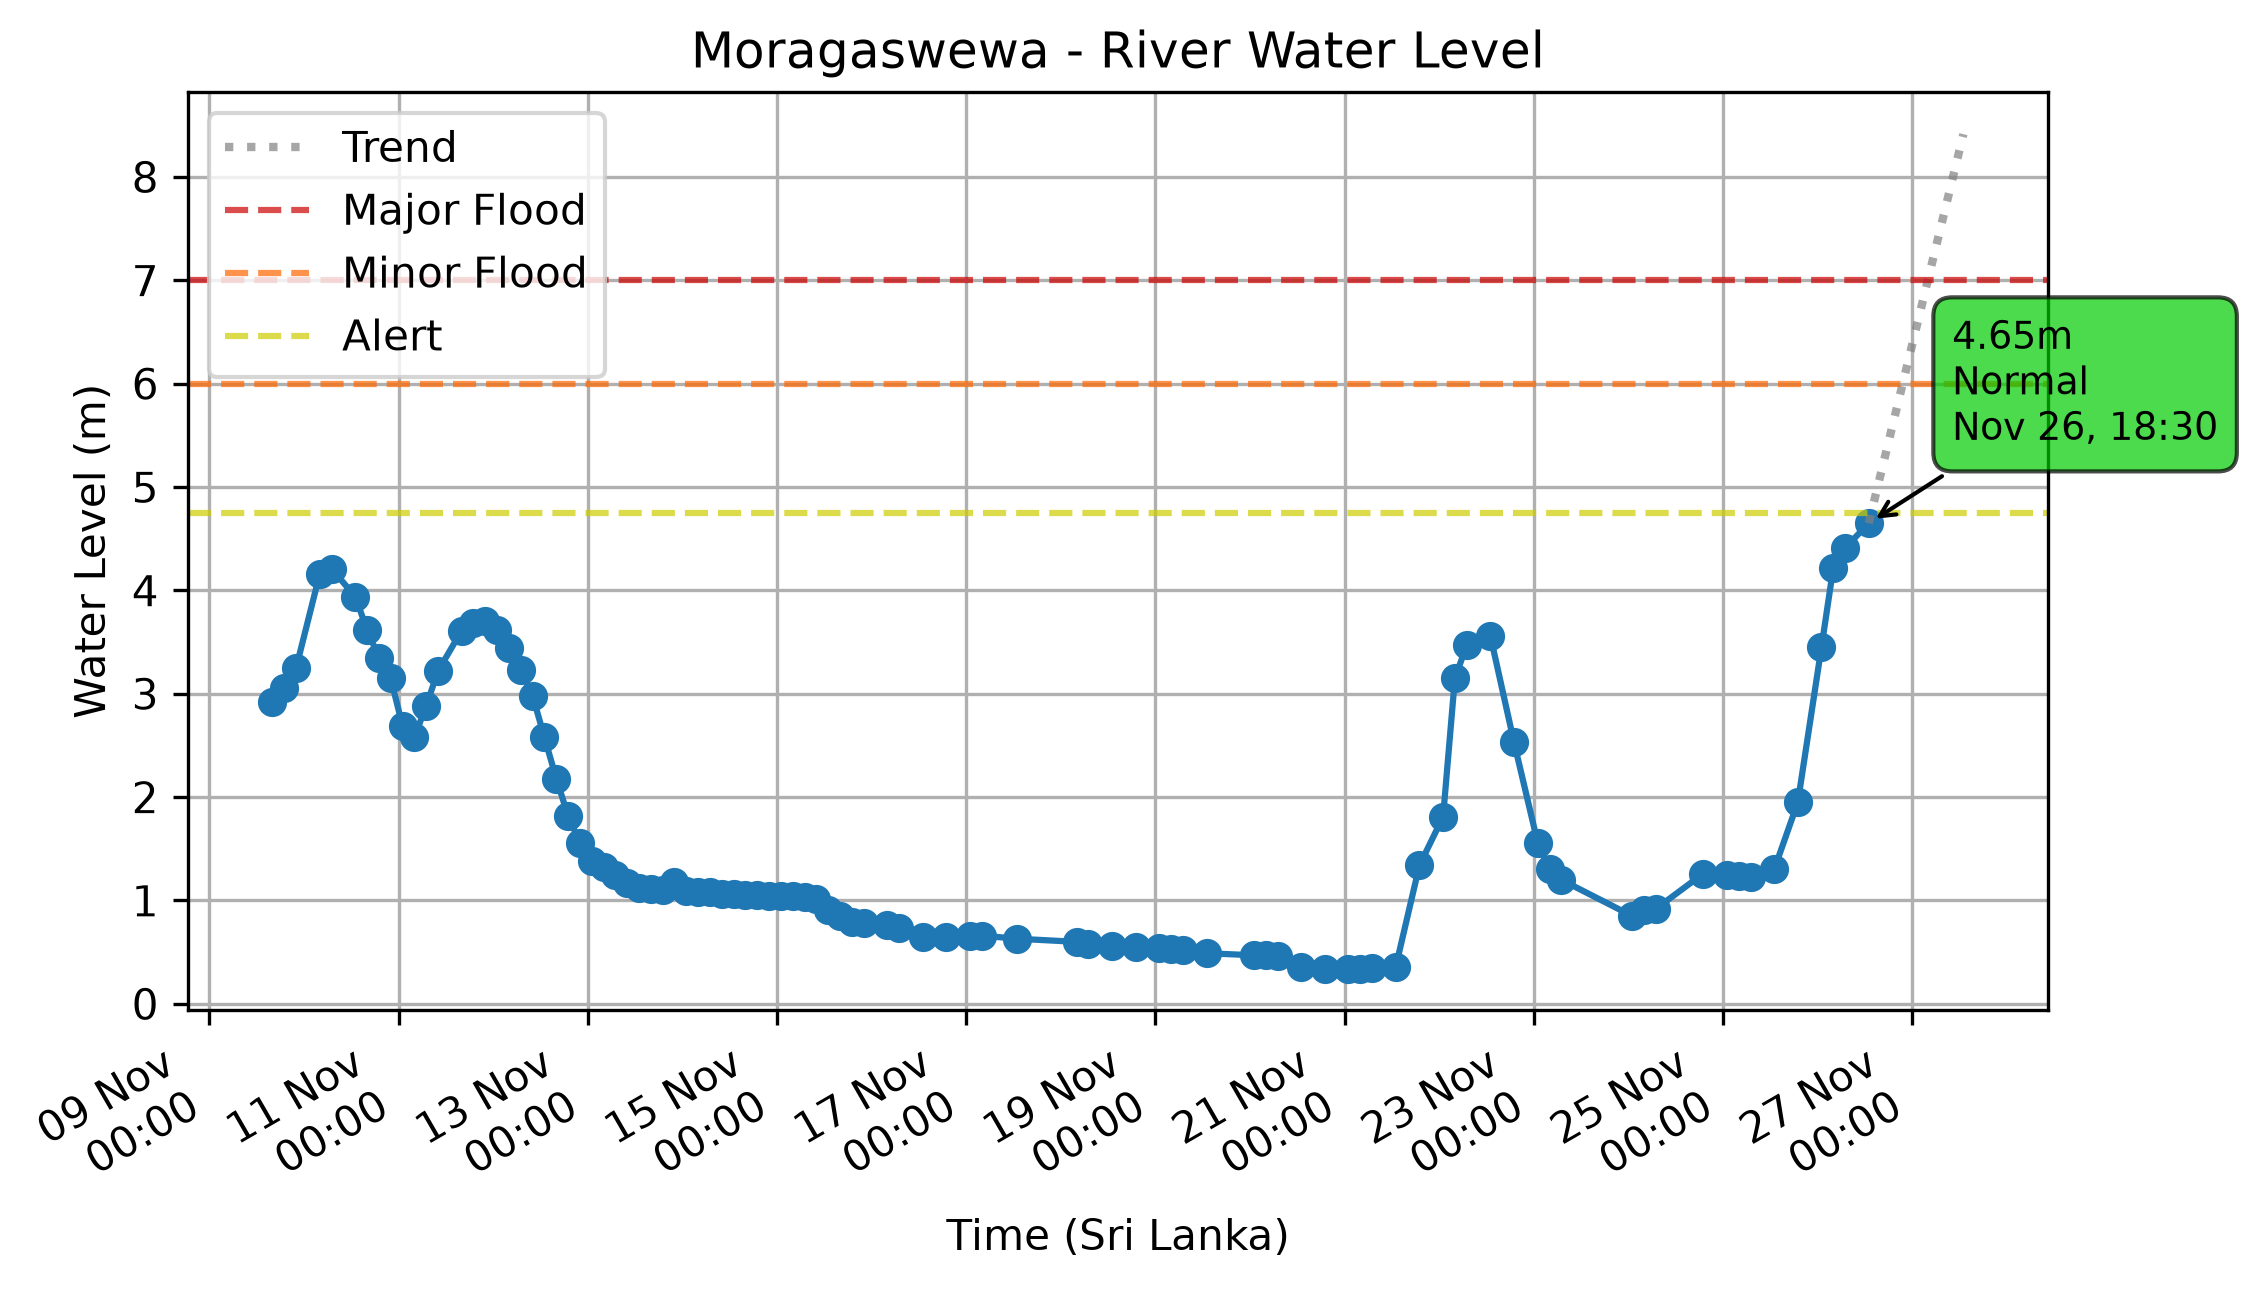 Moragaswewa - River Water Level
Trend
Major Flood
Minor Flood
Alert
8
7
6
5
4
3
2
1
0
Water Level (m)
4.65m
Normal
Nov 26, 18:30
09 Nov
00:00
11 Nov
00:00
13 Nov
00:00
15 Nov
00:00
17 Nov
00:00
19 Nov
00:00
21 Nov
00:00
23 Nov
00:00
25 Nov
00:00
27 Nov
00:00
Time (Sri Lanka)